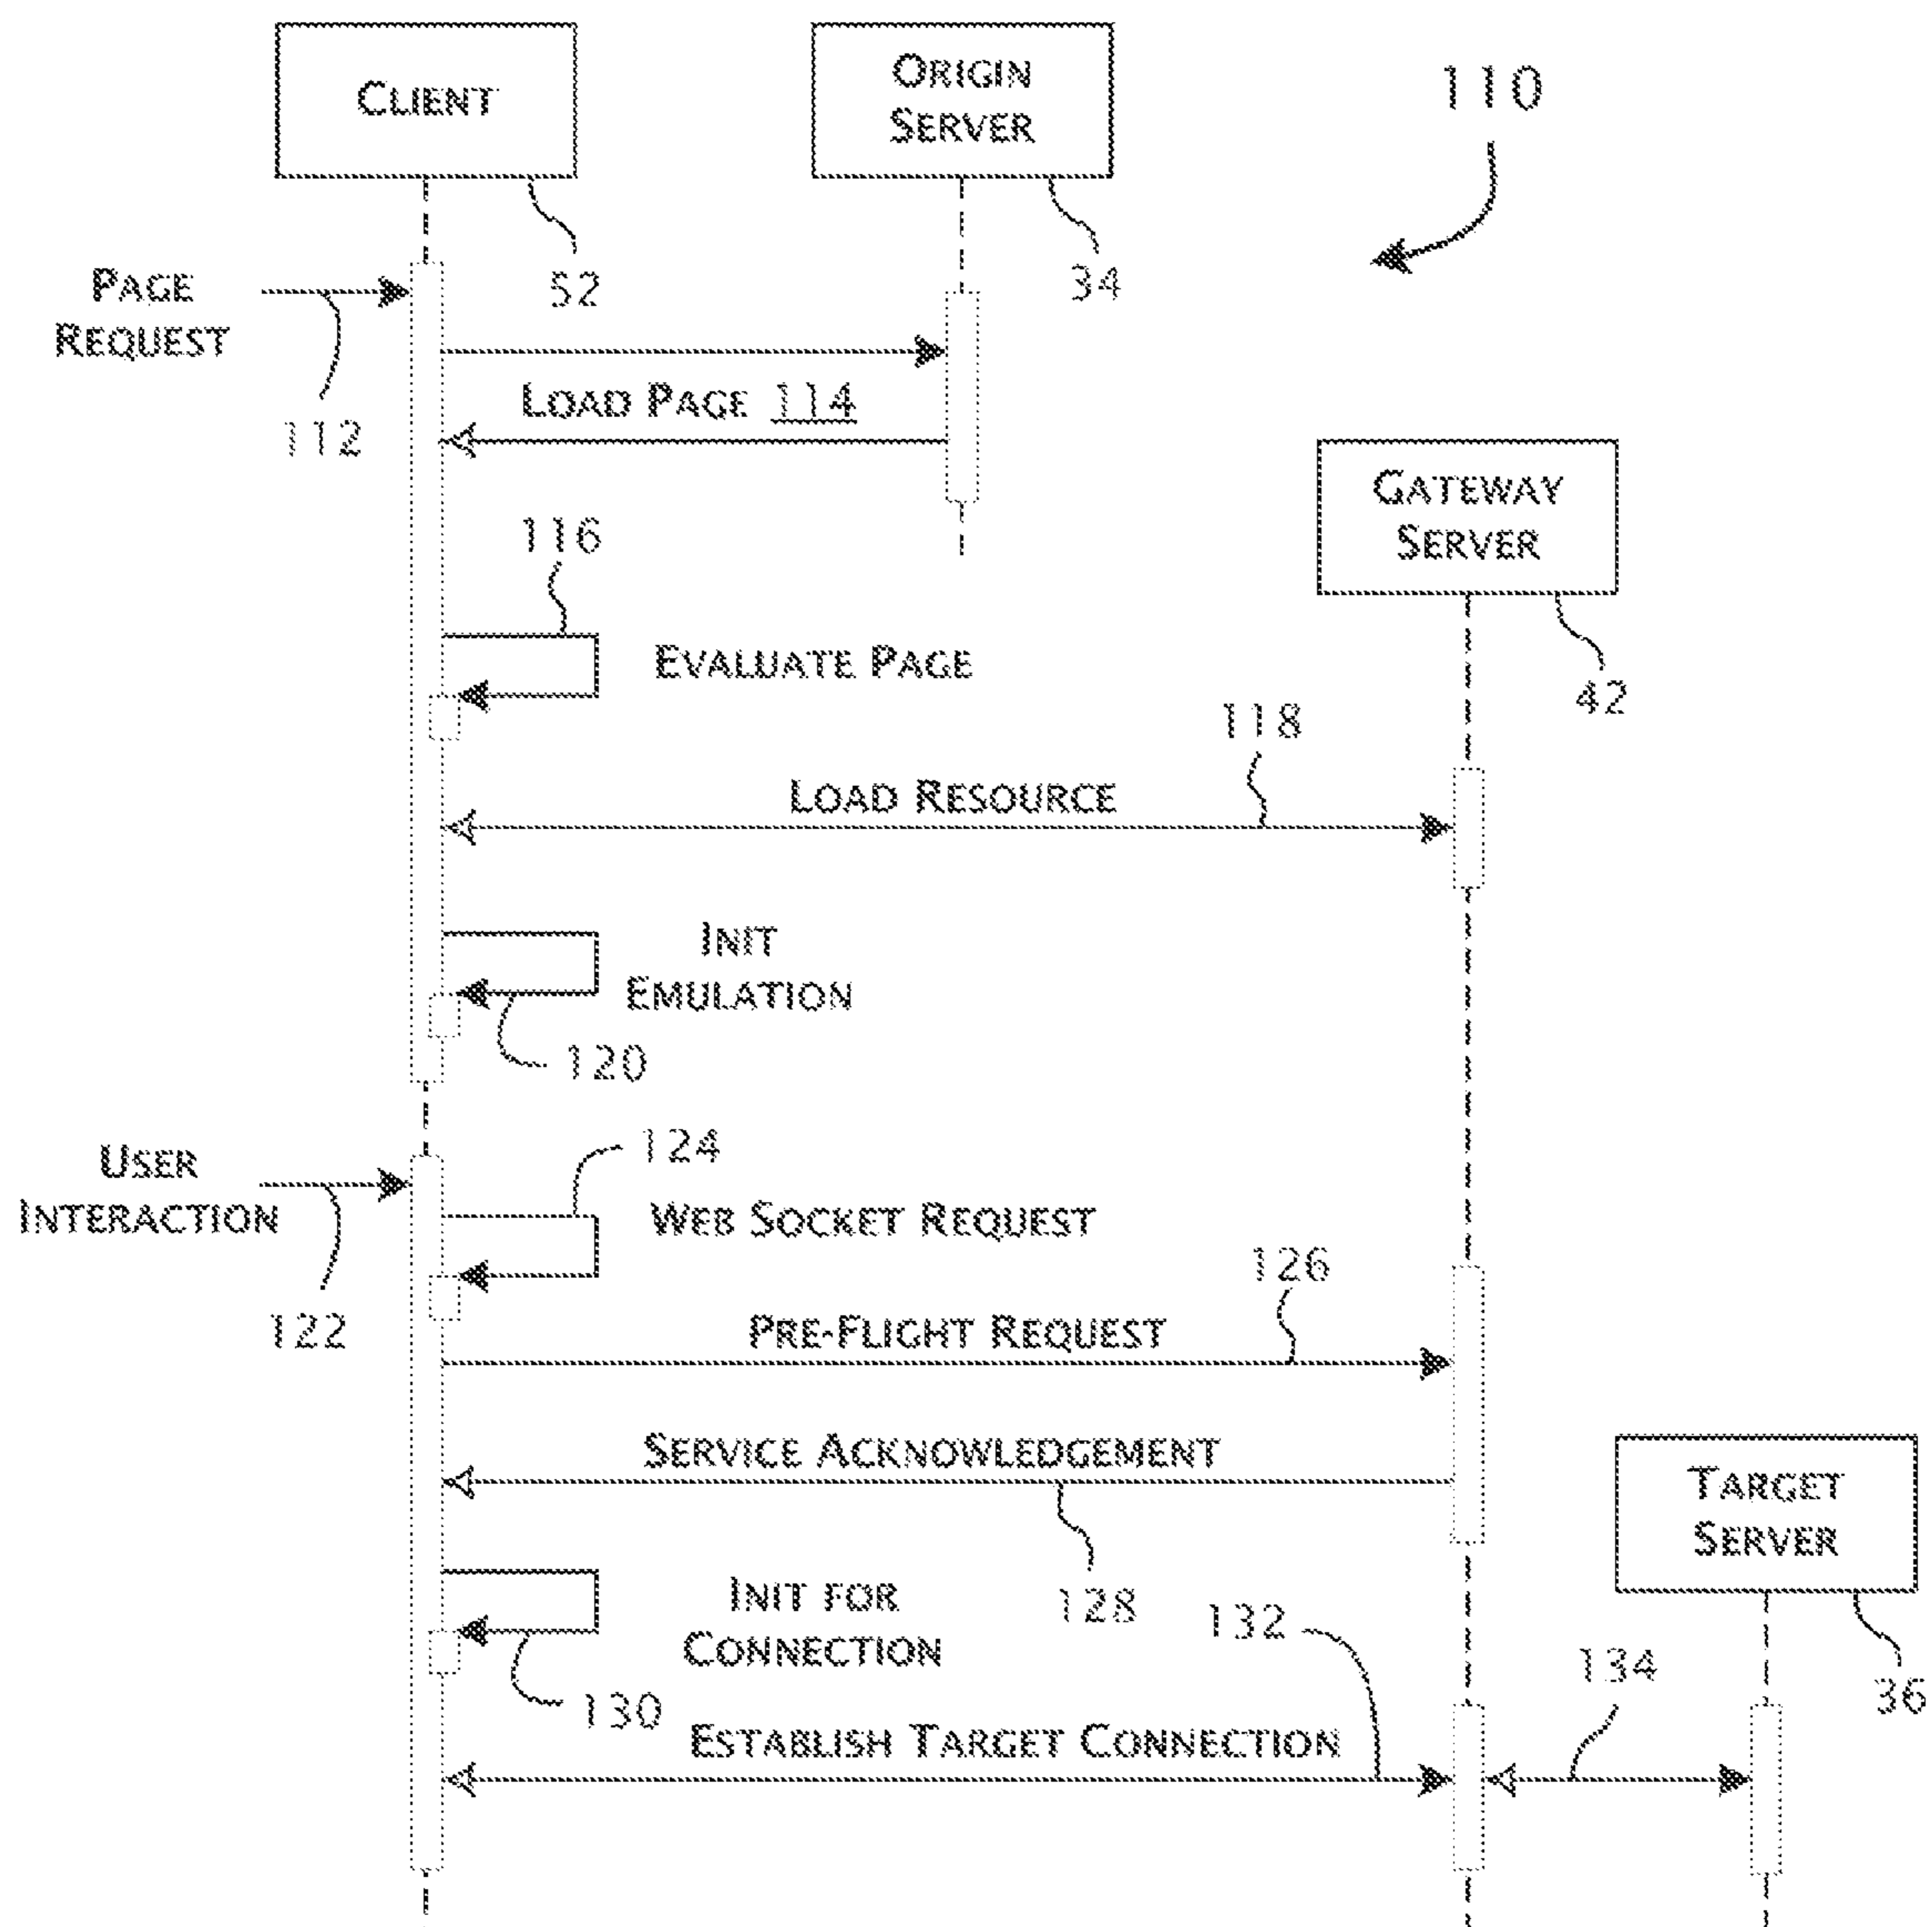 CLIENT
ORIGIN
SERVER
110
52
34
PAGE
REQUEST
112
LOAD PAGE 114
GATEWAY
SERVER
42
116
EVALUATE PAGE
118
LOAD RESOURCE
INIT
EMULATION
120
USER
INTERACTION
122
124
WEB SOCKET REQUEST
126
PRE-FLIGHT REQUEST
SERVICE ACKNOWLEDGEMENT
128
TARGET
SERVER
36
INIT FOR
CONNECTION
130
132
134
ESTABLISH TARGET CONNECTION